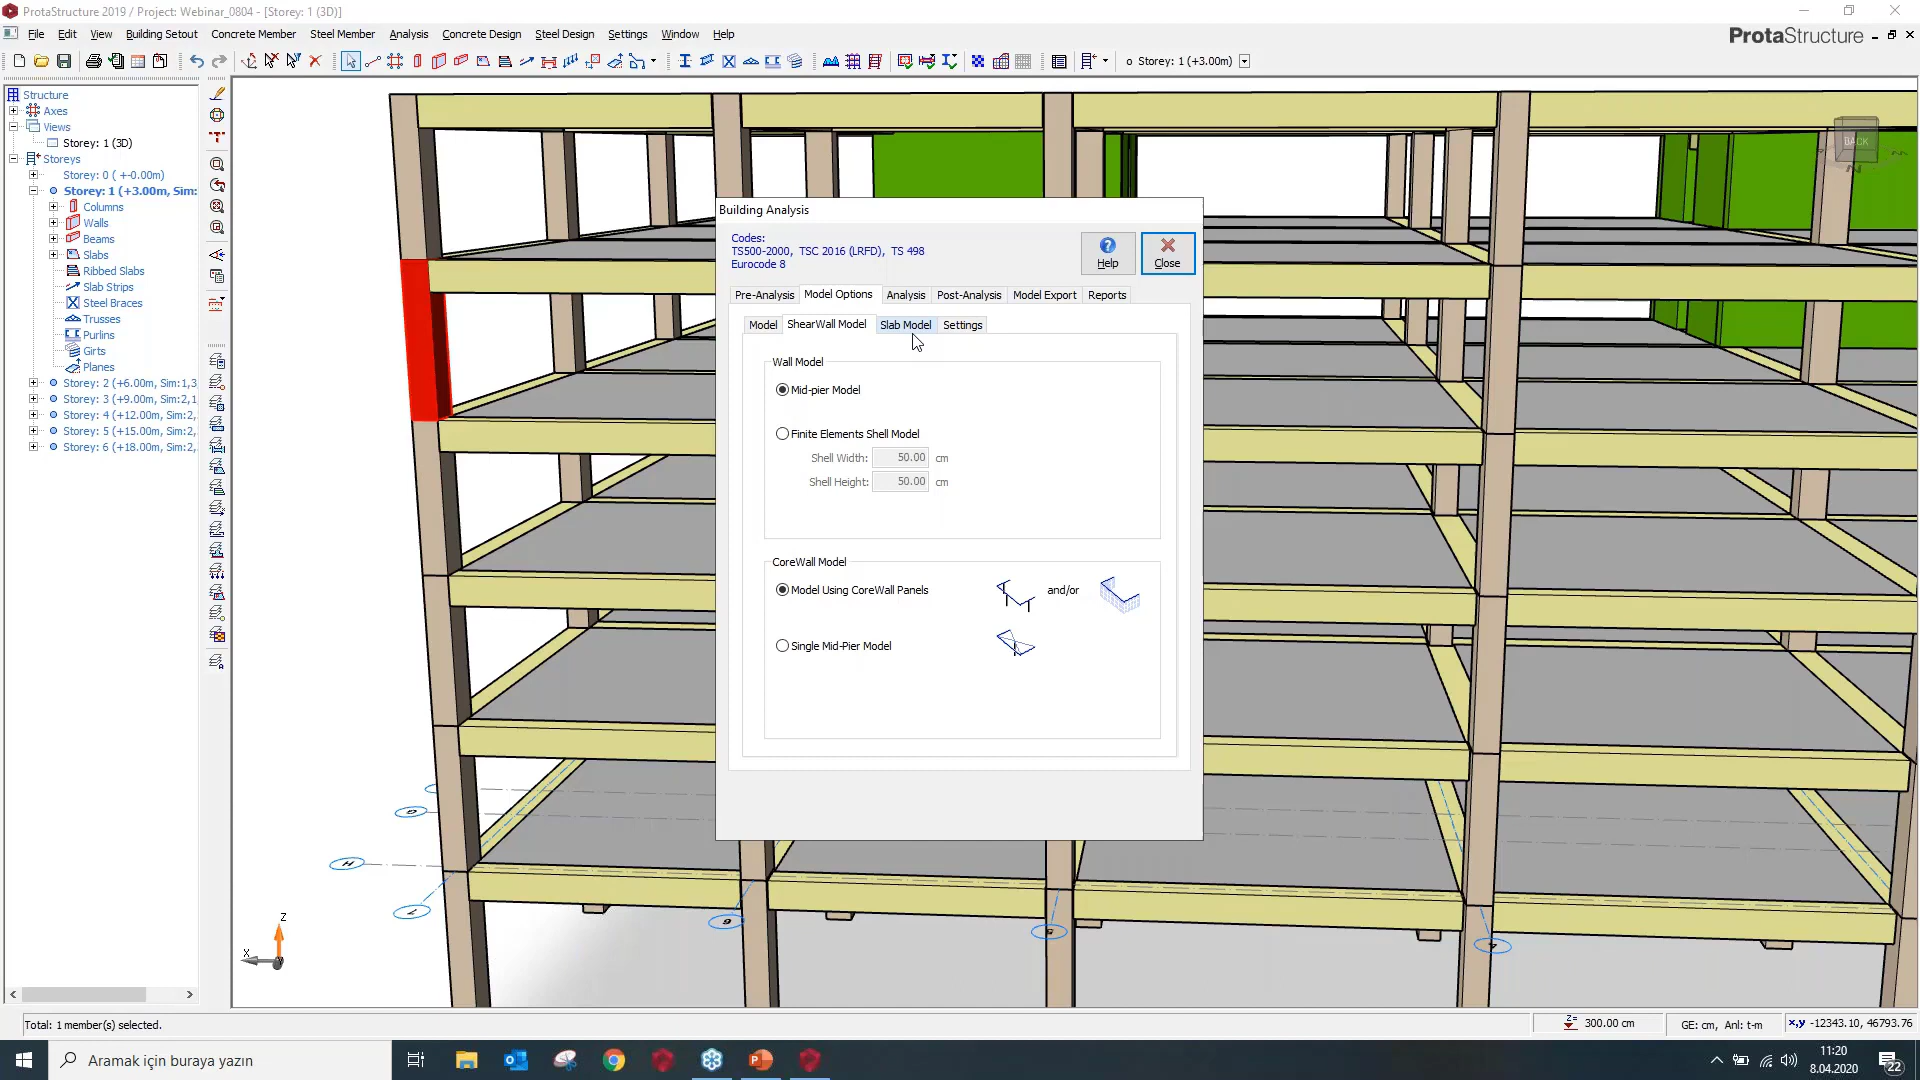 ProtaStructure 2019 / Project: Webinar_0804 - [Storey: 1 (3D)]
File Edit View Building Setout Concrete Member Steel Member Analysis Concrete Design Steel Design Settings Window Help
ProtaStructure
o Storey: 1 (+3.00m)
Structure
Axes
Views
Storey: 1 (3D)
Storeys
Storey: 0 ( +-0.00m)
Storey: 1 (+3.00m, Sim:
Columns
Walls
Beams
Slabs
Ribbed Slabs
Slab Strips
Steel Braces
Trusses
Purlins
Girts
Planes
Storey: 2 (+6.00m, Sim:1,3
Storey: 3 (+9.00m, Sim:2,1
Storey: 4 (+12.00m, Sim:2,
Storey: 5 (+15.00m, Sim:2,
Storey: 6 (+18.00m, Sim:2,
BACK
Building Analysis
Codes:
TS500-2000, TSC 2016 (LRFD), TS 498
Eurocode 8
Help
Close
Pre-Analysis Model Options Analysis Post-Analysis Model Export Reports
Model ShearWall Model Slab Model Settings
Wall Model
Mid-pier Model
Finite Elements Shell Model
Shell Width: 50.00 cm
Shell Height: 50.00 cm
CoreWall Model
Model Using CoreWall Panels and/or
Single Mid-Pier Model
H
7
6
5
4
Z
X
Total: 1 member(s) selected.
Z= 300.00 cm
GE: cm, Anl: t-m
x,y -12343.10, 46793.76
Aramak için buraya yazın
11:20
8.04.2020
22